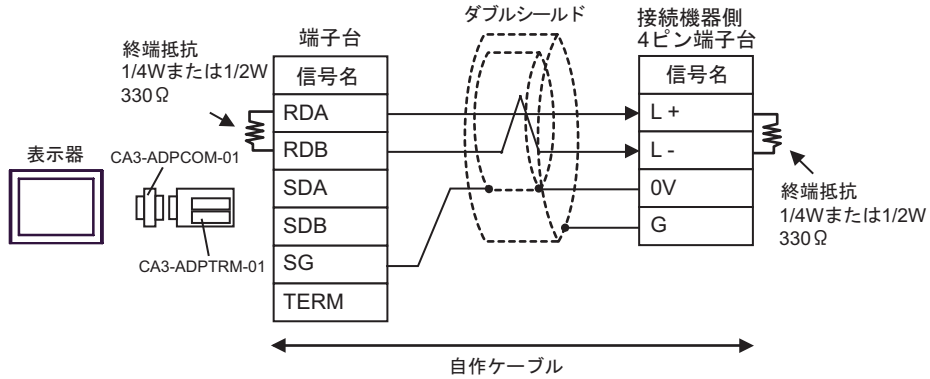 ダブルシールド
接続機器側
4ピン端子台
端子台
終端抵抗
1/4Wまたは1/2W
330Ω
信号名
信号名
RDA
L +
RDB
L -
表示器
CA3-ADPCOM-01
SDA
0V
終端抵抗
1/4Wまたは1/2W
330Ω
SDB
G
CA3-ADPTRM-01
SG
TERM
自作ケーブル